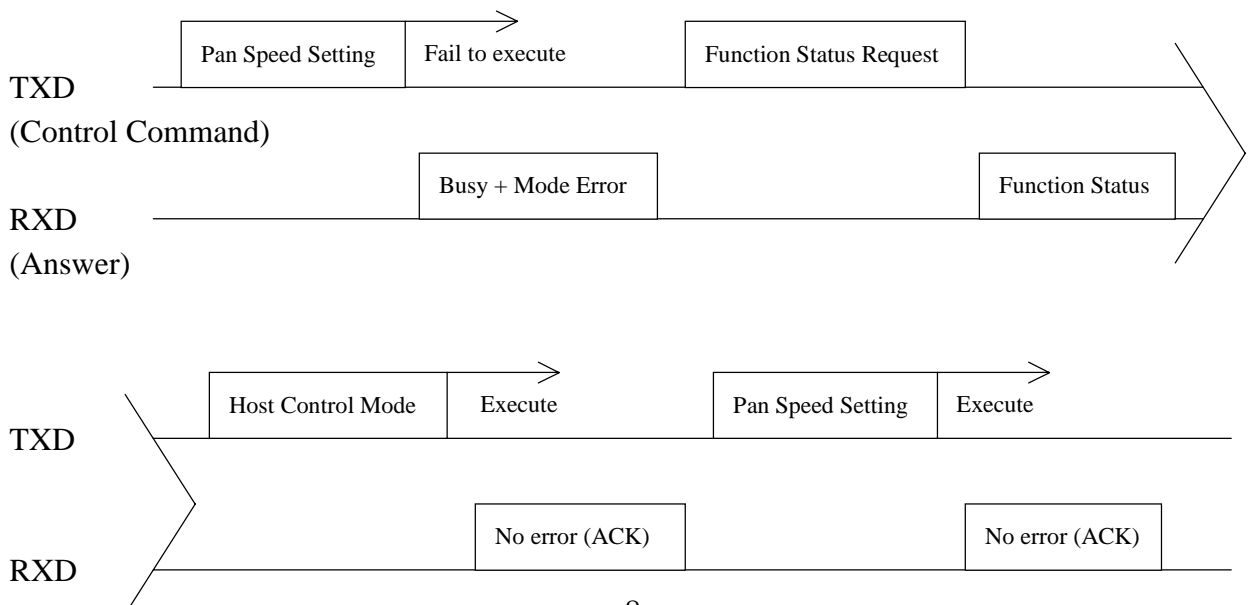 Pan Speed Setting Fail to execute Function Status Request
TXD
(Control Command)
Busy + Mode Error Function Status
RXD
(Answer)
Host Control Mode Execute Pan Speed Setting Execute
TXD
No error (ACK) No error (ACK)
RXD